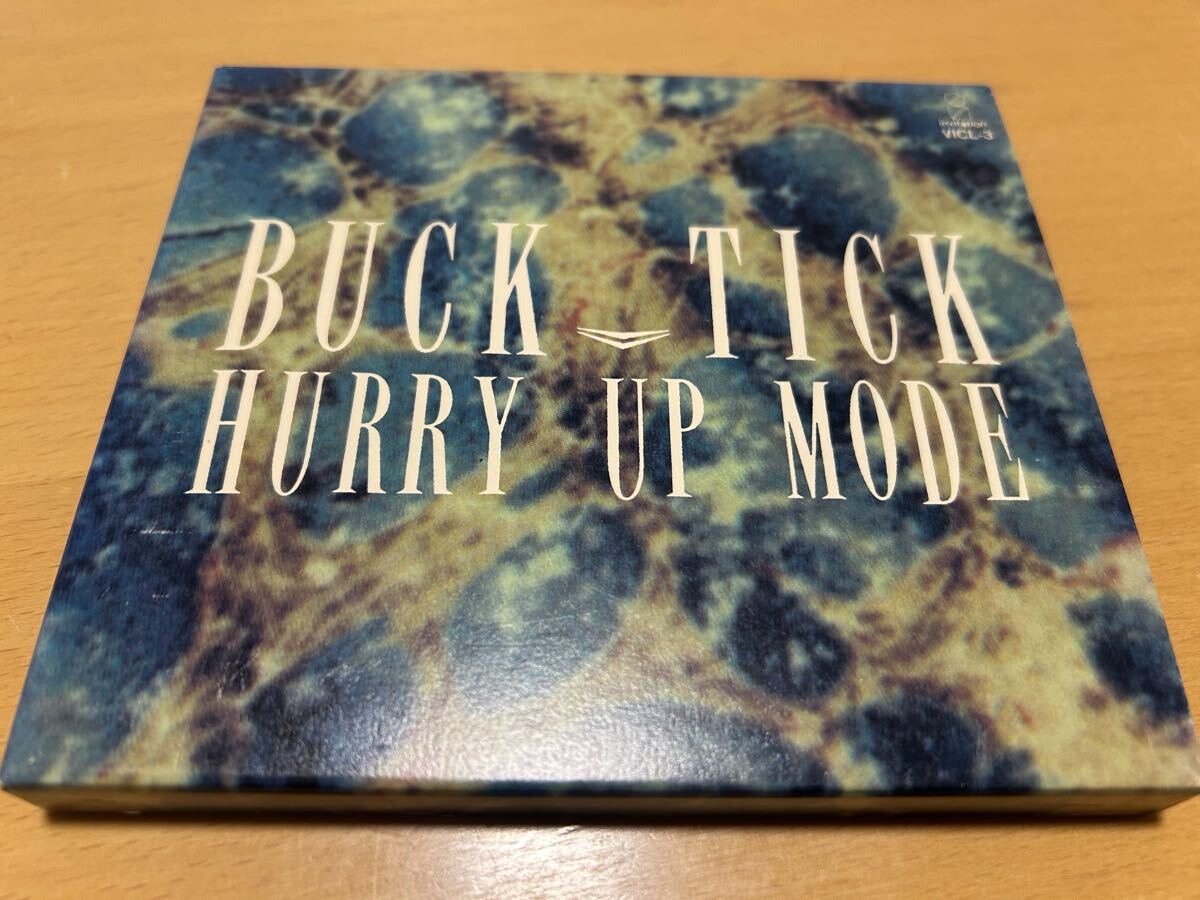 invitation
VICL-3
BUCK TICK
HURRY UP MODE